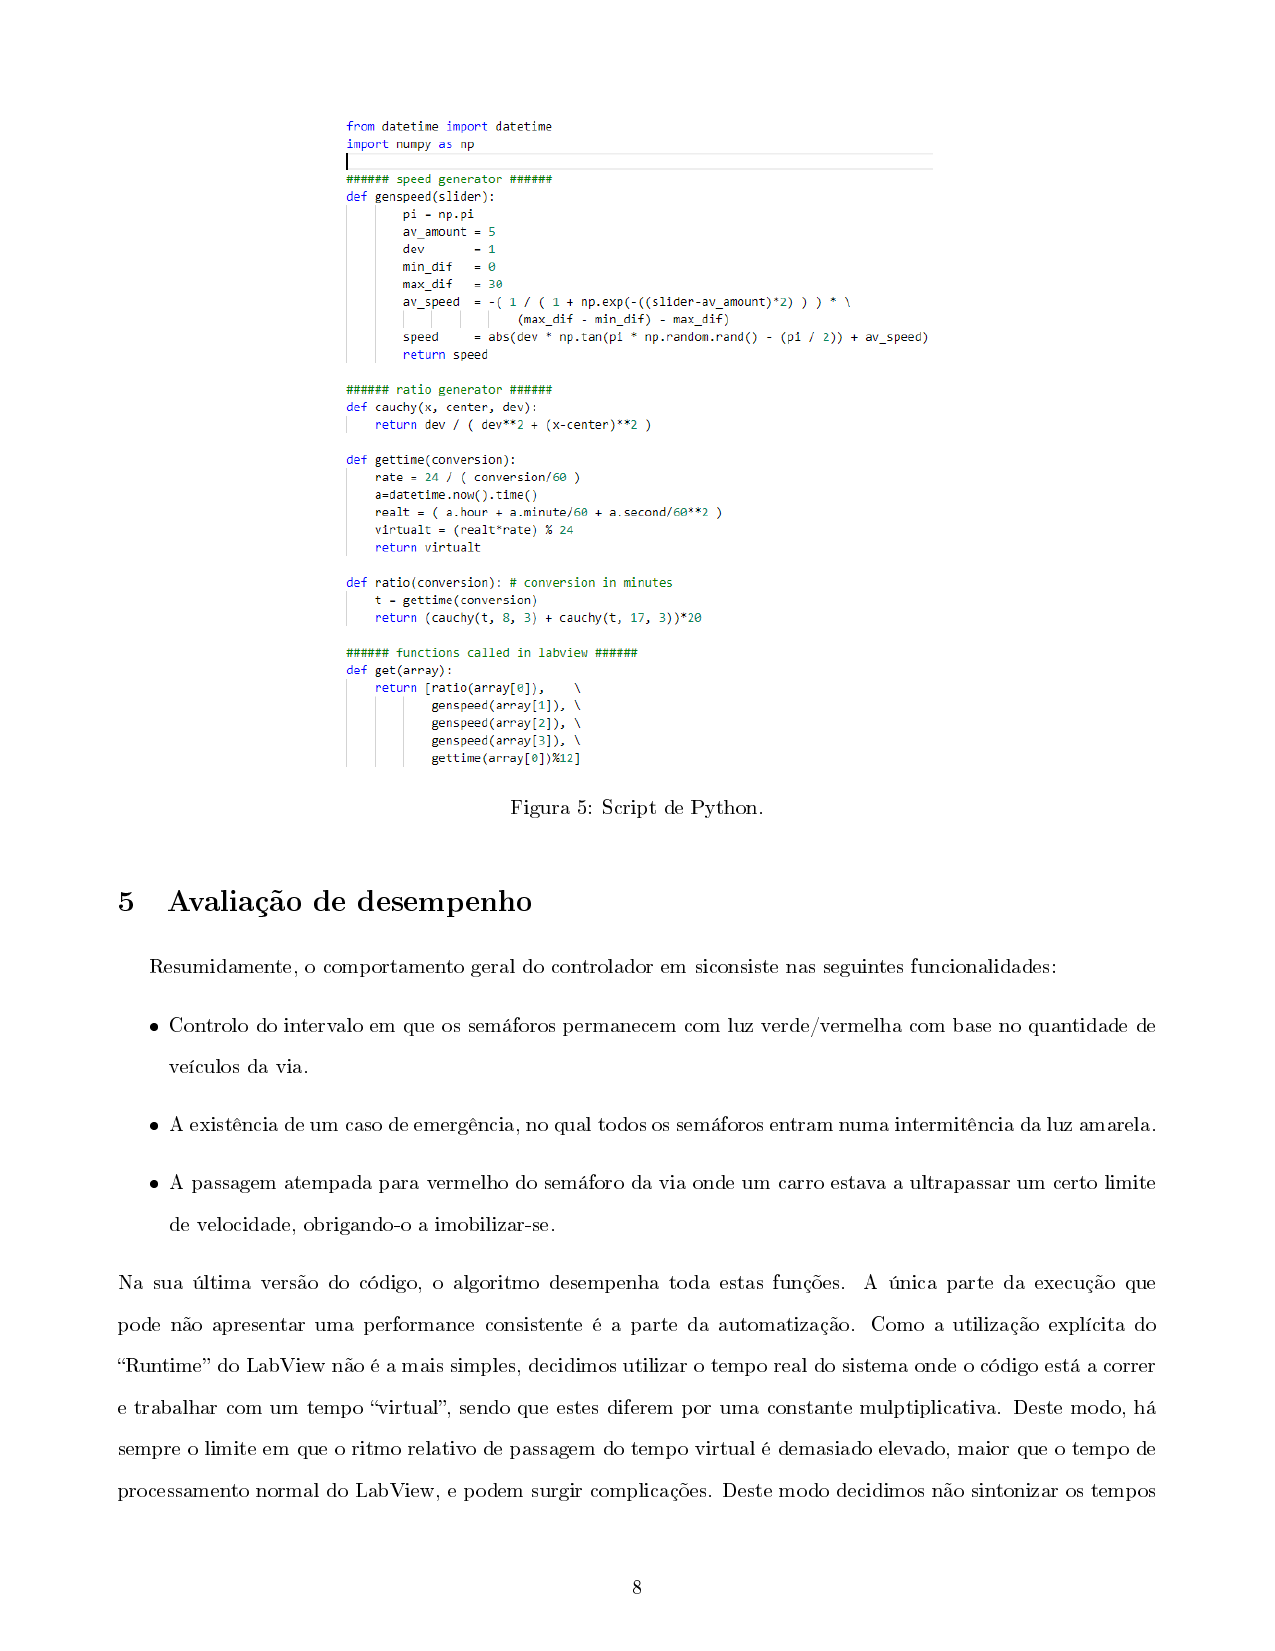 from datetime import datetime
import numpy as np
###### speed generator ######
def genspeed(slider):
pi = np.pi
av_amount = 5
dev = 1
min_dif = 0
max_dif = 30
av_speed = -( 1 / ( 1 + np.exp(-((slider-av_amount)*2) ) ) * \
(max_dif - min_dif) - max_dif)
speed = abs(dev * np.tan(pi * np.random.rand() - (pi / 2)) + av_speed)
return speed
###### ratio generator ######
def cauchy(x, center, dev):
return dev / ( dev**2 + (x-center)**2 )
def gettime(conversion):
rate = 24 / ( conversion/60 )
a=datetime.now().time()
realt = ( a.hour + a.minute/60 + a.second/60**2 )
virtualt = (realt*rate) % 24
return virtualt
def ratio(conversion): # conversion in minutes
t = gettime(conversion)
return (cauchy(t, 8, 3) + cauchy(t, 17, 3))*20
###### functions called in labview ######
def get(array):
return [ratio(array[0]), \
genspeed(array[1]), \
genspeed(array[2]), \
genspeed(array[3]), \
gettime(array[0])%12]
Figura 5: Script de Python.
5 Avaliação de desempenho
Resumidamente, o comportamento geral do controlador em siconsiste nas seguintes funcionalidades:
• Controlo do intervalo em que os semáforos permanecem com luz verde/vermelha com base no quantidade de
veículos da via.
• A existência de um caso de emergência, no qual todos os semáforos entram numa intermitência da luz amarela.
• A passagem atempada para vermelho do semáforo da via onde um carro estava a ultrapassar um certo limite
de velocidade, obrigando-o a imobilizar-se.
Na sua última versão do código, o algoritmo desempenha toda estas funções. A única parte da execução que
pode não apresentar uma performance consistente é a parte da automatização. Como a utilização explícita do
“Runtime” do LabView não é a mais simples, decidimos utilizar o tempo real do sistema onde o código está a correr
e trabalhar com um tempo “virtual”, sendo que estes diferem por uma constante mulptiplicativa. Deste modo, há
sempre o limite em que o ritmo relativo de passagem do tempo virtual é demasiado elevado, maior que o tempo de
processamento normal do LabView, e podem surgir complicações. Deste modo decidimos não sintonizar os tempos
8